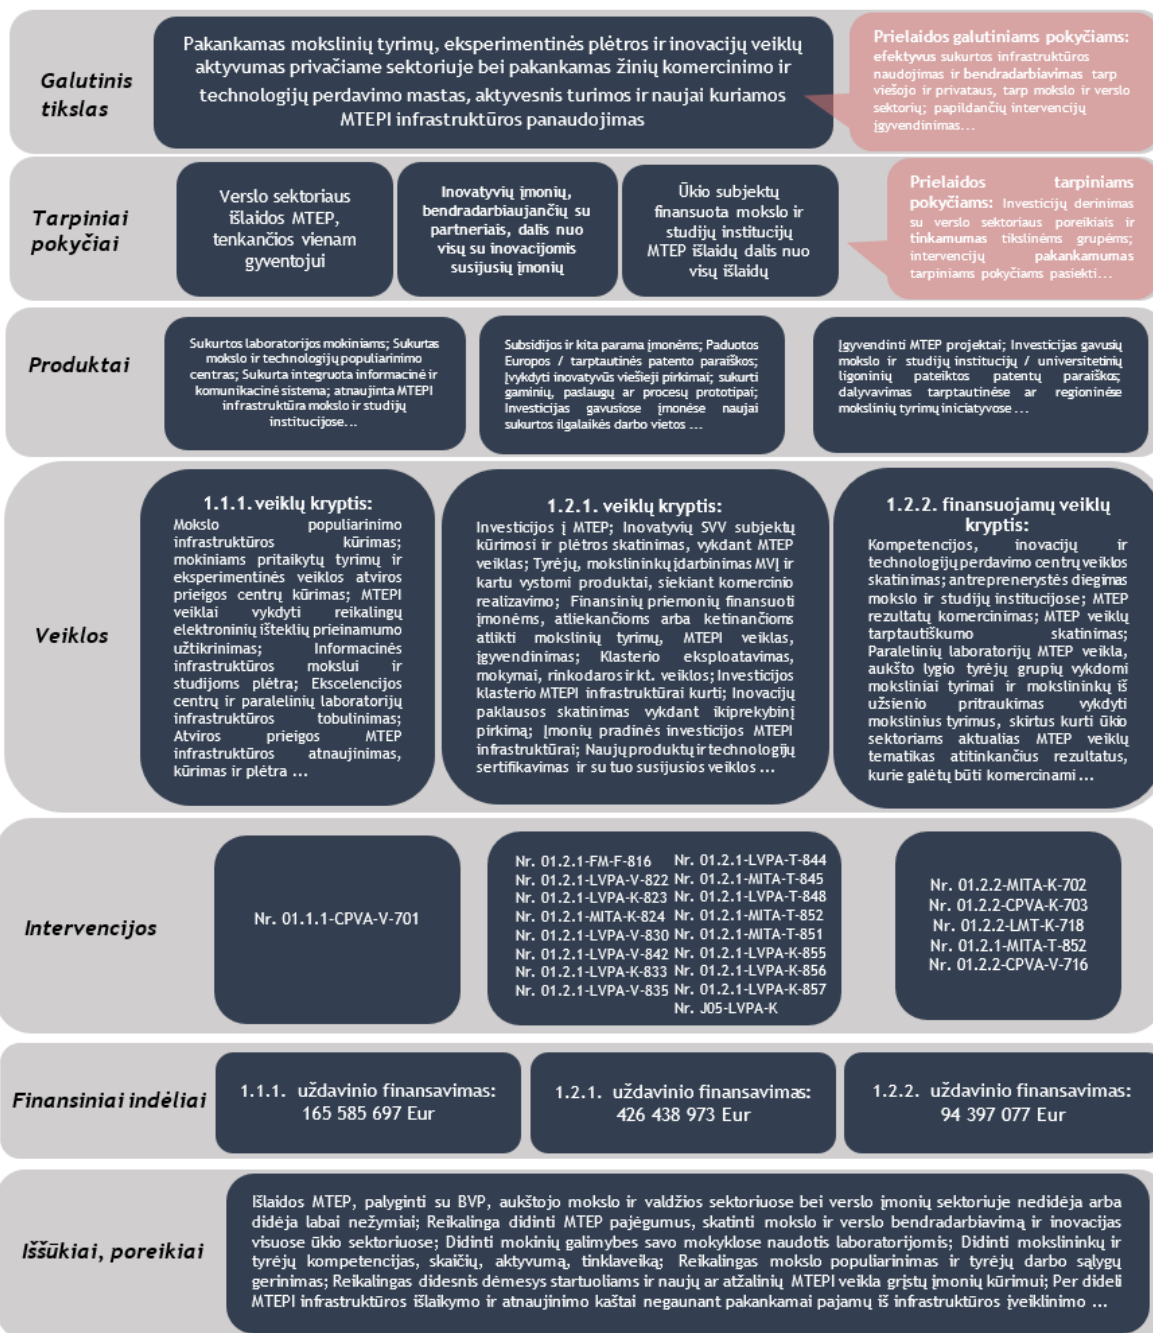 Galutinis
tikslas
Pakankamas mokslinių tyrimų, eksperimentinės plėtros ir inovacijų veiklų
aktyvumas privačiame sektoriuje bei pakankamas žinių komercinimo ir
technologijų perdavimo mastas, aktyvesnis turimos ir naujai kuriamos
MTEPI infrastruktūros panaudojimas
Prielaidos galutiniams pokyčiams:
efektyvus sukurtos infrastruktūros
naudojimas ir bendradarbiavimas tarp
viešojo ir privataus, tarp mokslo ir verslo
sektorių; papildančių intervencijų
įgyvendinimas...
Tarpiniai
pokyčiai
Verslo sektoriaus
išlaidos MTEP,
tenkančios vienam
gyventojui
Inovatyvių įmonių,
bendradarbiaujančių su
partneriais, dalis nuo
visų su inovacijomis
susijusių įmonių
Ūkio subjektų
finansuota mokslo ir
studijų institucijų
MTEP išlaidų dalis nuo
visų išlaidų
Prielaidos tarpiniams
pokyčiams: Investicijų derinimas
su verslo sektoriaus poreikiais ir
tinkamumas tikslinėms grupėms;
intervencijų pakankamumas
tarpiniams pokyčiams pasiekti...
Produktai
Sukurtos laboratorijos mokiniams; Sukurtas
mokslo ir technologijų populiarinimo
centras; Sukurta integruota informacinė ir
komunikacinė sistema; atnaujinta MTEPI
infrastruktūra mokslo ir studijų
institucijose...
Subsidijos ir kita parama įmonėms; Paduotos
Europos / tarptautinės patento paraiškos;
Įvykdyti inovatyvūs viešieji pirkimai; sukurti
gaminių, paslaugų ar procesų prototipai;
Investicijas gavusiose įmonėse naujai
sukurtos ilgalaikės darbo vietos ...
Įgyvendinti MTEP projektai; Investicijas gavusių
mokslo ir studijų institucijų / universitetinių
ligoninių pateiktos patentų paraiškos;
dalyvavimas tarptautinėse ar regioninėse
mokslinių tyrimų iniciatyvose ...
Veiklos
1.1.1. veiklų kryptis:
Mokslo populiarinimo
infrastruktūros kūrimas;
mokiniams pritaikytų tyrimų ir
eksperimentinės veiklos atviros
prieigos centrų kūrimas; MTEPI
veiklai vykdyti reikalingų
elektroninių išteklių prieinamumo
užtikrinimas; Informacinės
infrastruktūros mokslui ir
studijoms plėtra; Ekscelencijos
centrų ir paralelinių laboratorijų
infrastruktūros tobulinimas;
Atviros prieigos MTEP
infrastruktūros atnaujinimas,
kūrimas ir plėtra ...
1.2.1. veiklų kryptis:
Investicijos į MTEP; Inovatyvių SVV subjektų
kūrimosi ir plėtros skatinimas, vykdant MTEP
veiklas; Tyrėjų, mokslininkų įdarbinimas MVĮ ir
kartu vystomi produktai, siekiant komercinio
realizavimo; Finansinių priemonių finansuoti
įmonėms, atliekančioms arba ketinančioms
atlikti mokslinių tyrimų, MTEPI veiklas,
įgyvendinimas; Klasterio eksploatavimas,
mokymai, rinkodaros ir kt. veiklos; Investicijos
klasterio MTEPI infrastruktūrai kurti; Inovacijų
paklausos skatinimas vykdant ikiprekybinį
pirkimą; Įmonių pradinės investicijos MTEPI
infrastruktūrai; Naujų produktų ir technologijų
sertifikavimas ir su tuo susijusios veiklos ...
1.2.2. finansuojamų veiklų
kryptis:
Kompetencijos, inovacijų ir
technologijų perdavimo centrų veiklos
skatinimas; antreprenerystės diegimas
mokslo ir studijų institucijose; MTEP
rezultatų komercinimas; MTEP veiklų
tarptautiškumo skatinimas;
Paralelinių laboratorijų MTEP veikla,
aukšto lygio tyrėjų grupių vykdomi
moksliniai tyrimai ir mokslininkų iš
užsienio pritraukimas vykdyti
mokslinius tyrimus, skirtus kurti ūkio
sektoriams aktualias MTEP veiklų
tematikas atitinkančius rezultatus,
kurie galėtų būti komercinami ...
Intervencijos
Nr. 01.1.1-CPVA-V-701
Nr. 01.2.1-FM-F-816
Nr. 01.2.1-LVPA-V-822
Nr. 01.2.1-LVPA-K-823
Nr. 01.2.1-MITA-K-824
Nr. 01.2.1-LVPA-V-830
Nr. 01.2.1-LVPA-V-842
Nr. 01.2.1-LVPA-K-833
Nr. 01.2.1-LVPA-V-835
Nr. 01.2.1-LVPA-T-844
Nr. 01.2.1-MITA-T-845
Nr. 01.2.1-LVPA-T-848
Nr. 01.2.1-MITA-T-852
Nr. 01.2.1-MITA-T-851
Nr. 01.2.1-LVPA-K-855
Nr. 01.2.1-LVPA-K-856
Nr. 01.2.1-LVPA-K-857
Nr. J05-LVPA-K
Nr. 01.2.2-MITA-K-702
Nr. 01.2.2-CPVA-K-703
Nr. 01.2.2-LMT-K-718
Nr. 01.2.1-MITA-T-852
Nr. 01.2.2-CPVA-V-716
Finansiniai indėliai
1.1.1. uždavinio finansavimas:
165 585 697 Eur
1.2.1. uždavinio finansavimas:
426 438 973 Eur
1.2.2. uždavinio finansavimas:
94 397 077 Eur
Iššūkiai, poreikiai
Išlaidos MTEP, palyginti su BVP, aukštojo mokslo ir valdžios sektoriuose bei verslo įmonių sektoriuje nedidėja arba
didėja labai nežymiai; Reikalinga didinti MTEP pajėgumus, skatinti mokslo ir verslo bendradarbiavimą ir inovacijas
visuose ūkio sektoriuose; Didinti mokinių galimybes savo mokyklose naudotis laboratorijomis; Didinti mokslininkų ir
tyrėjų kompetencijas, skaičių, aktyvumą, tinklaveiką; Reikalingas mokslo populiarinimas ir tyrėjų darbo sąlygų
gerinimas; Reikalingas didesnis dėmesys startuoliams ir naujų ar atžalinių MTEPI veikla grįstų įmonių kūrimui; Per dideli
MTEPI infrastruktūros išlaikymo ir atnaujinimo kaštai negaunant pakankamai pajamų iš infrastruktūros įveiklinimo ...